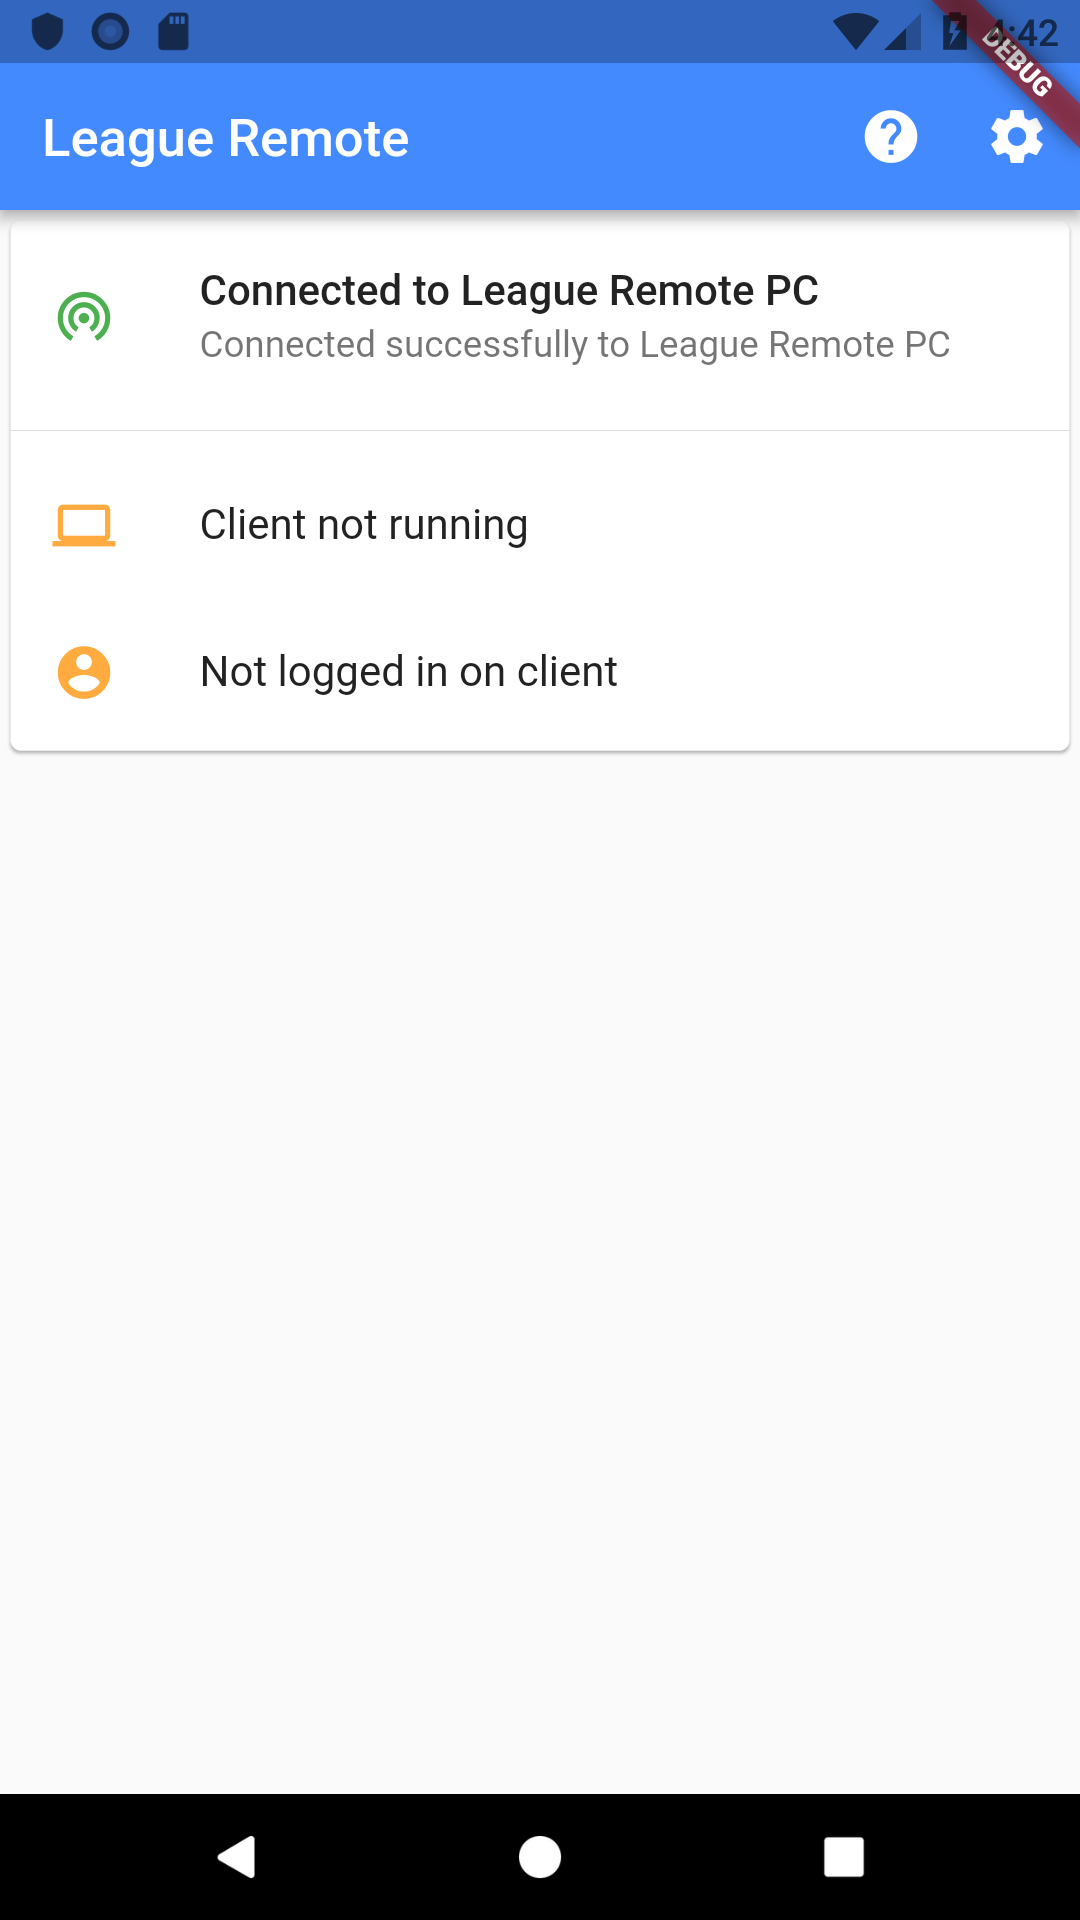 4:42
DEBUG
League Remote
Connected to League Remote PC
Connected successfully to League Remote PC
Client not running
Not logged in on client